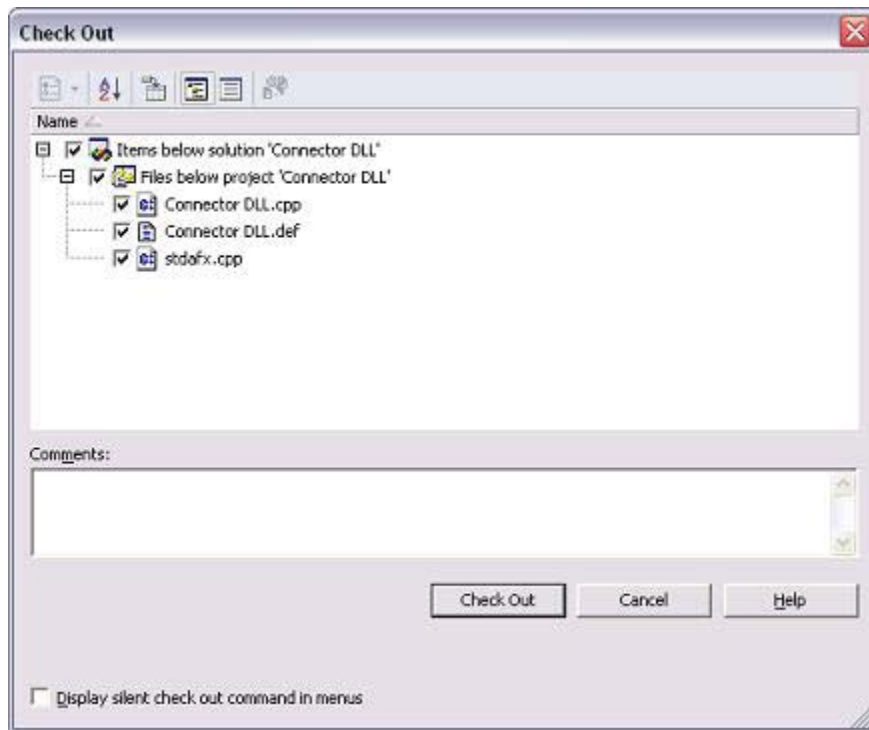 Check Out
Name
Items below solution 'Connector DLL'
Files below project 'Connector DLL'
Connector DLL.cpp
Connector DLL.def
stdafx.cpp
Comments:
Check Out Cancel Help
Display silent check out command in menus